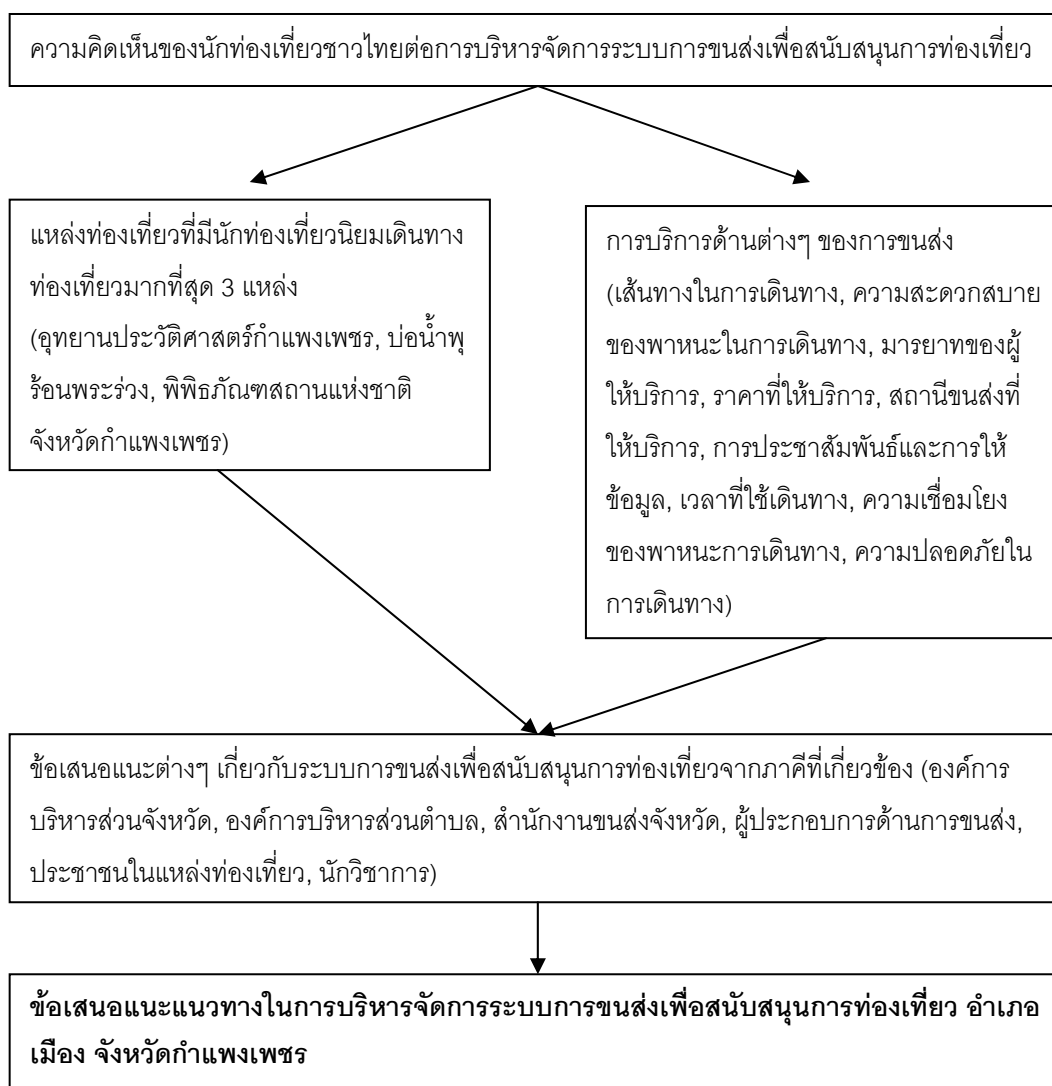 ความคิดเห็นของนักท่องเที่ยวชาวไทยต่อการบริหารจัดการระบบการขนส่งเพื่อสนับสนุนการท่องเที่ยว
แหล่งท่องเที่ยวที่มีนักท่องเที่ยวนิยมเดินทาง
ท่องเที่ยวมากที่สุด 3 แหล่ง
(อุทยานประวัติศาสตร์กำแพงเพชร, บ่อน้ำพุ
ร้อนพระร่วง, พิพิธภัณฑสถานแห่งชาติ
จังหวัดกำแพงเพชร)
การบริการด้านต่างๆ ของการขนส่ง
(เส้นทางในการเดินทาง, ความสะดวกสบาย
ของพาหนะในการเดินทาง, มารยาทของผู้
ให้บริการ, ราคาที่ให้บริการ, สถานีขนส่งที่
ให้บริการ, การประชาสัมพันธ์และการให้
ข้อมูล, เวลาที่ใช้เดินทาง, ความเชื่อมโยง
ของพาหนะการเดินทาง, ความปลอดภัยใน
การเดินทาง)
ข้อเสนอแนะต่างๆ เกี่ยวกับระบบการขนส่งเพื่อสนับสนุนการท่องเที่ยวจากภาคีที่เกี่ยวข้อง (องค์การ
บริหารส่วนจังหวัด, องค์การบริหารส่วนตำบล, สำนักงานขนส่งจังหวัด, ผู้ประกอบการด้านการขนส่ง,
ประชาชนในแหล่งท่องเที่ยว, นักวิชาการ)
ข้อเสนอแนะแนวทางในการบริหารจัดการระบบการขนส่งเพื่อสนับสนุนการท่องเที่ยว อำเภอ
เมือง จังหวัดกำแพงเพชร